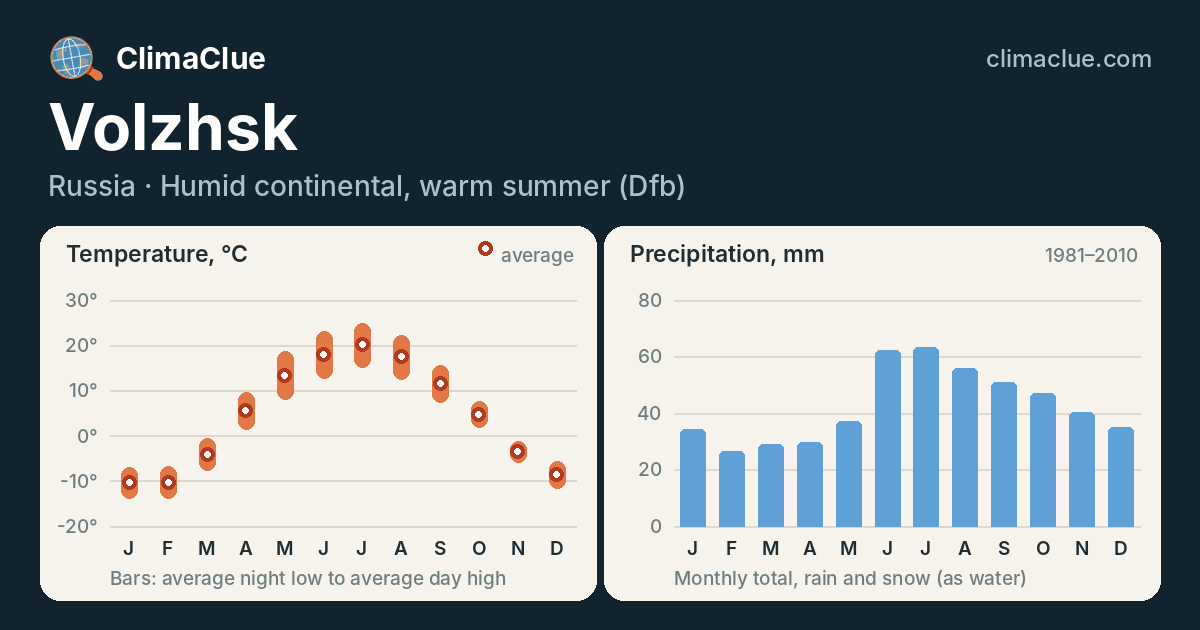 ClimaClue
climaclue.com
Volzhsk
Russia · Humid continental, warm summer (Dfb)
Temperature, °C
average
30°
20°
10°
0°
-10°
-20°
J F M A M J J A S O N D
Bars: average night low to average day high
Precipitation, mm
1981–2010
80
60
40
20
0
J F M A M J J A S O N D
Monthly total, rain and snow (as water)